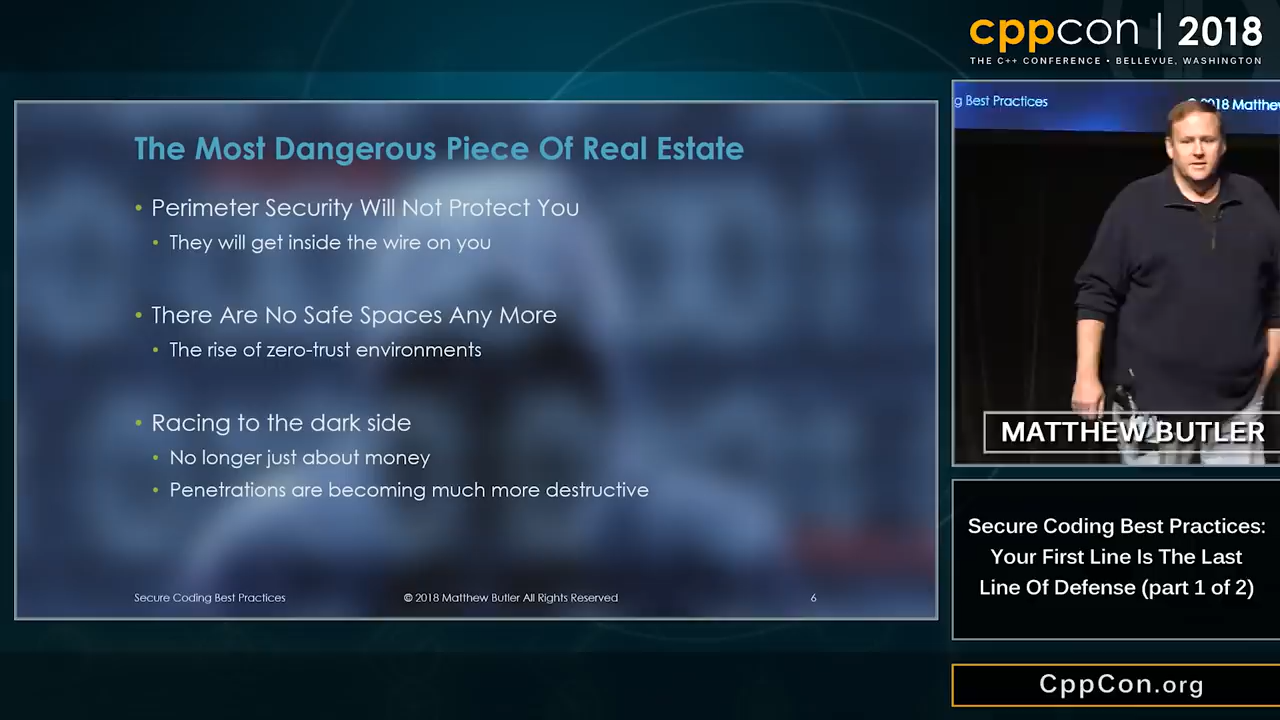 cppcon | 2018
THE C++ CONFERENCE • BELLEVUE, WASHINGTON
The Most Dangerous Piece Of Real Estate
• Perimeter Security Will Not Protect You
• They will get inside the wire on you
• There Are No Safe Spaces Any More
• The rise of zero-trust environments
• Racing to the dark side
• No longer just about money
• Penetrations are becoming much more destructive
Secure Coding Best Practices
© 2018 Matthew Butler All Rights Reserved
6
g Best Practices
2018 Matthew
MATTHEW BUTLER
Secure Coding Best Practices:
Your First Line Is The Last
Line Of Defense (part 1 of 2)
CppCon.org